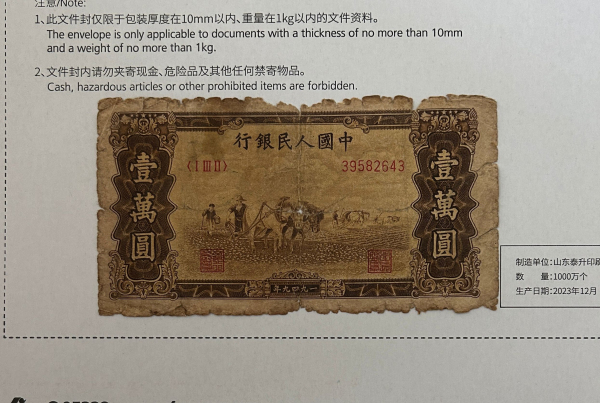 注意/Note:
1、此文件封仅限于包装厚度在10mm以内、重量在1kg以内的文件资料。
The envelope is only applicable to documents with a thickness of no more than 10mm
and a weight of no more than 1kg.
2、文件封内请勿夹寄现金、危险品及其他任何禁寄物品。
Cash, hazardous articles or other prohibited items are forbidden.
行銀民人國中
〈I III II〉 39582643
壹萬圓
壹萬圓
年九四九一
制造单位:山东泰升印刷
数 量:1000万个
生产日期:2023年12月